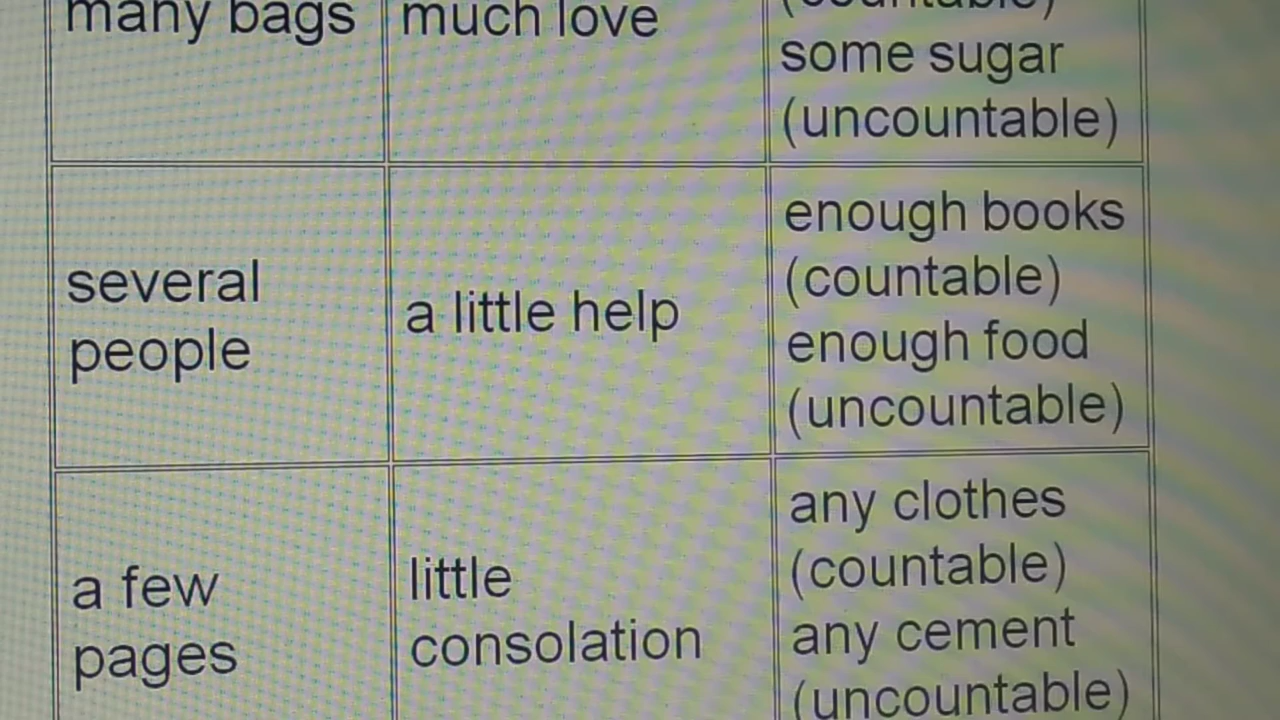 many bags
much love
(countable)
some sugar
(uncountable)
several
people
a little help
enough books
(countable)
enough food
(uncountable)
a few
pages
little
consolation
any clothes
(countable)
any cement
(uncountable)